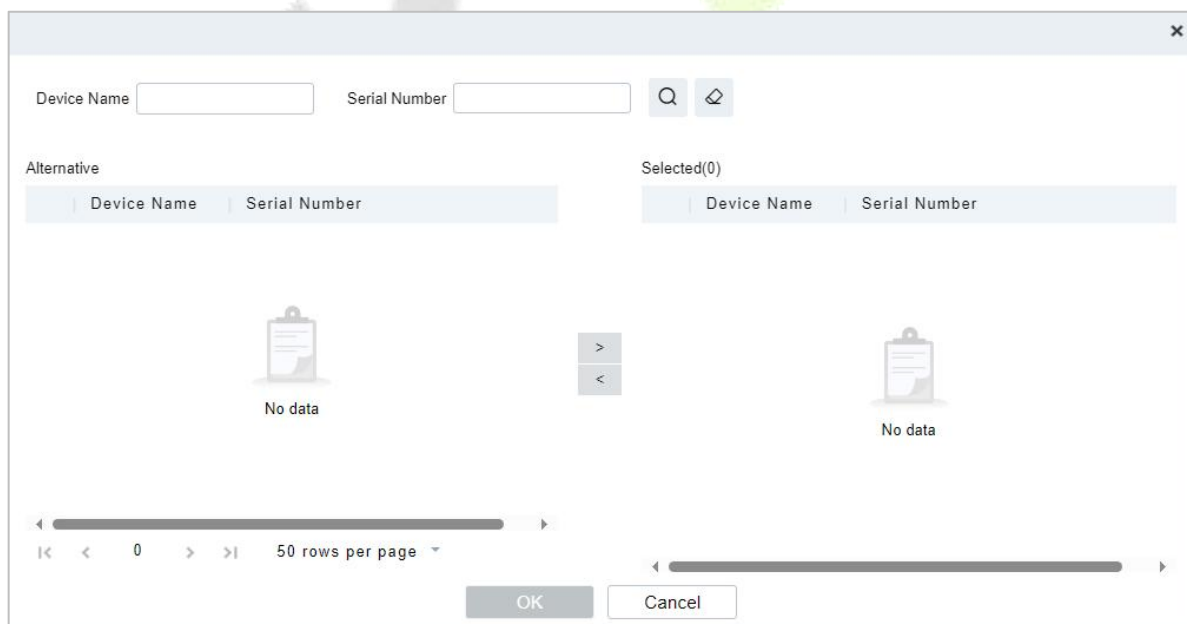 Device Name
Serial Number
Alternative
Selected(0)
Device Name Serial Number
Device Name Serial Number
No data
No data
>
<
0
50 rows per page
OK
Cancel